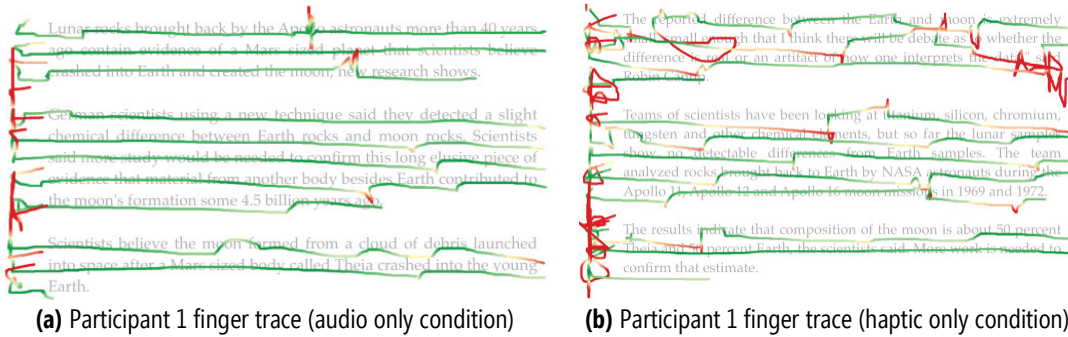 Lunar rocks brought back by the Apollo astronauts more than 40 years
ago contain evidence of a Mars-sized planet that scientists believe
crashed into Earth and created the moon, new research shows.
German scientists using a new technique said they detected a slight
chemical difference between Earth rocks and moon rocks. Scientists
said more study would be needed to confirm this long elusive piece of
evidence that material from another body besides Earth contributed to
the moon's formation some 4.5 billion years ago.
Scientists believe the moon formed from a cloud of debris launched
into space after a Mars sized body called Theia crashed into the young
Earth.
(a) Participant 1 finger trace (audio only condition)
The reported difference between the Earth and moon is extremely
small, small enough that I think there will be debate as to whether the
difference is real or an artifact of how one interprets the data" said
Robin Canup.
Teams of scientists have been looking at titanium, silicon, chromium,
tungsten and other chemical elements, but so far the lunar samples
show no detectable differences from Earth samples. The team
analyzed rocks brought back to Earth by NASA astronauts during the
Apollo 11, Apollo 12 and Apollo 16 moon missions in 1969 and 1972.
The results indicate that composition of the moon is about 50 percent
Theia and 50 percent Earth, the scientists said. More work is needed to
confirm that estimate.
(b) Participant 1 finger trace (haptic only condition)